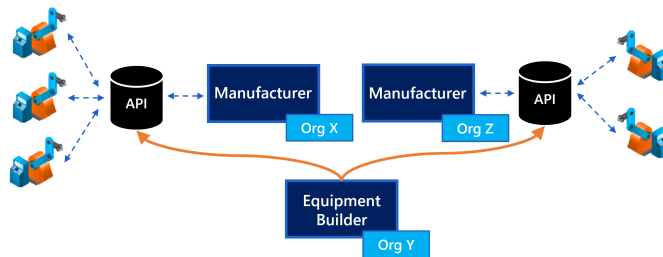 API
Manufacturer
Org X
Manufacturer
Org Z
API
Equipment
Builder
Org Y